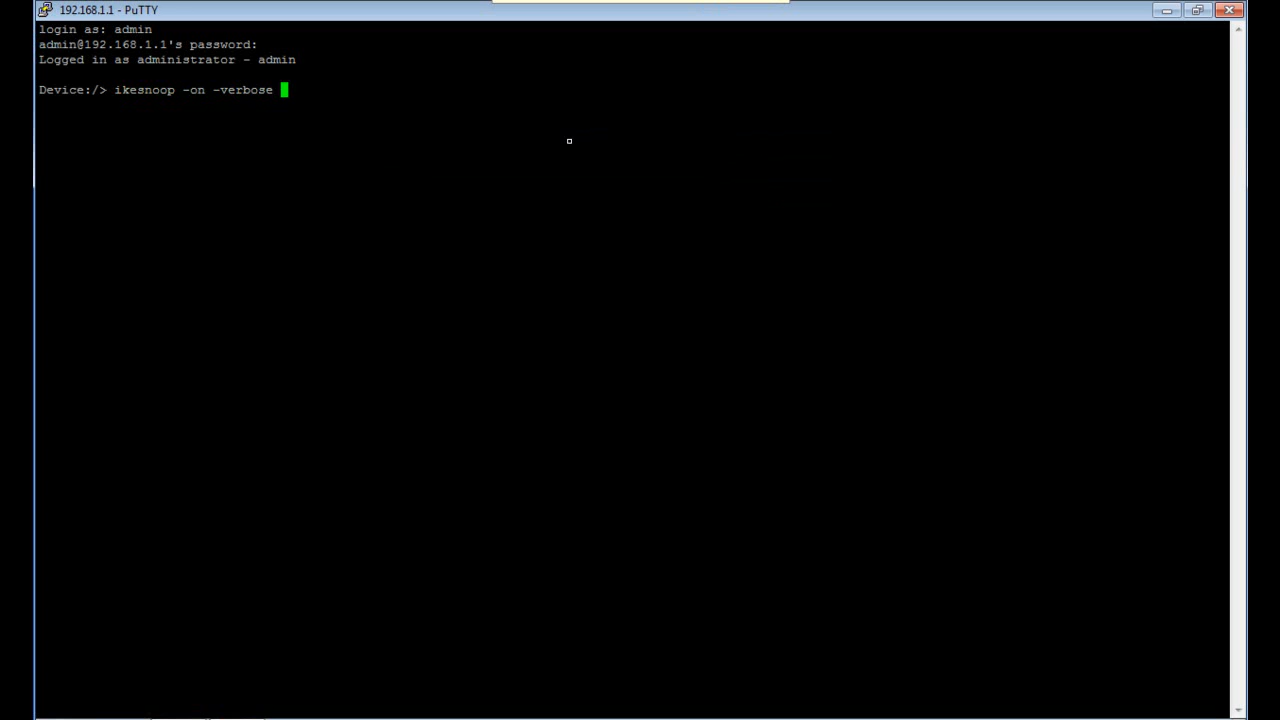 192.168.1.1 - PuTTY
login as: admin
admin@192.168.1.1's password:
Logged in as administrator - admin
Device:/> ikesnoop -on -verbose